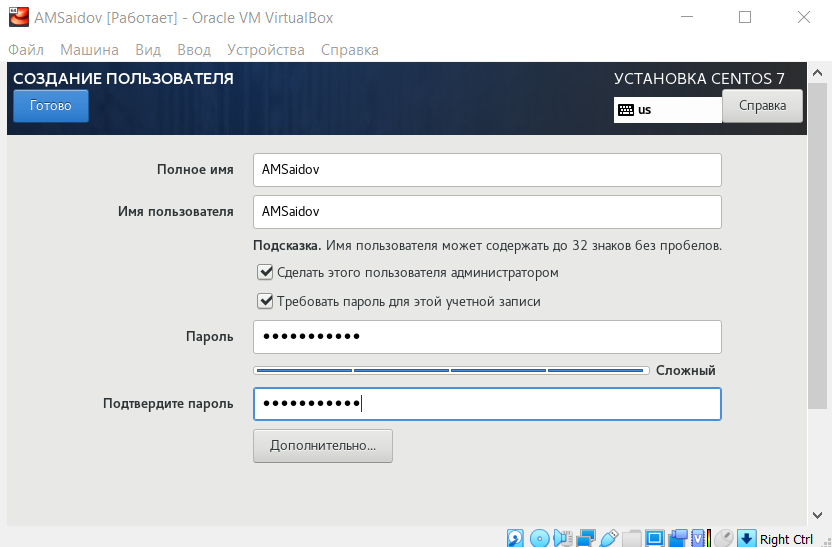 AMSaidov [Работает] - Oracle VM VirtualBox
Файл Машина Вид Ввод Устройства Справка
СОЗДАНИЕ ПОЛЬЗОВАТЕЛЯ
УСТАНОВКА CENTOS 7
Готово
us
Справка
Полное имя
AMSaidov
Имя пользователя
AMSaidov
Подсказка. Имя пользователя может содержать до 32 знаков без пробелов.
Сделать этого пользователя администратором
Требовать пароль для этой учетной записи
Пароль
●●●●●●●●●●●
Сложный
Подтвердите пароль
●●●●●●●●●●●
Дополнительно...
Right Ctrl